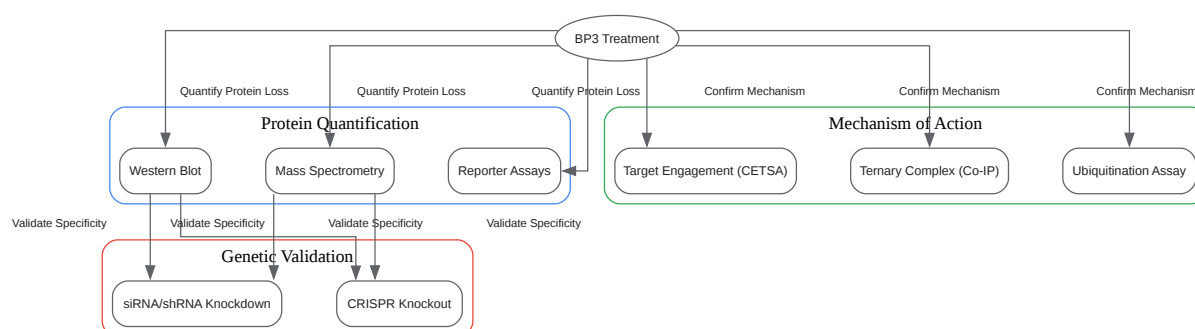 BP3 Treatment
Quantify Protein Loss
Quantify Protein Loss
Quantify Protein Loss
Confirm Mechanism
Confirm Mechanism
Confirm Mechanism
Protein Quantification
Mechanism of Action
Western Blot
Mass Spectrometry
Reporter Assays
Target Engagement (CETSA)
Ternary Complex (Co-IP)
Ubiquitination Assay
Validate Specificity
Validate Specificity
Validate Specificity
Validate Specificity
Genetic Validation
siRNA/shRNA Knockdown
CRISPR Knockout